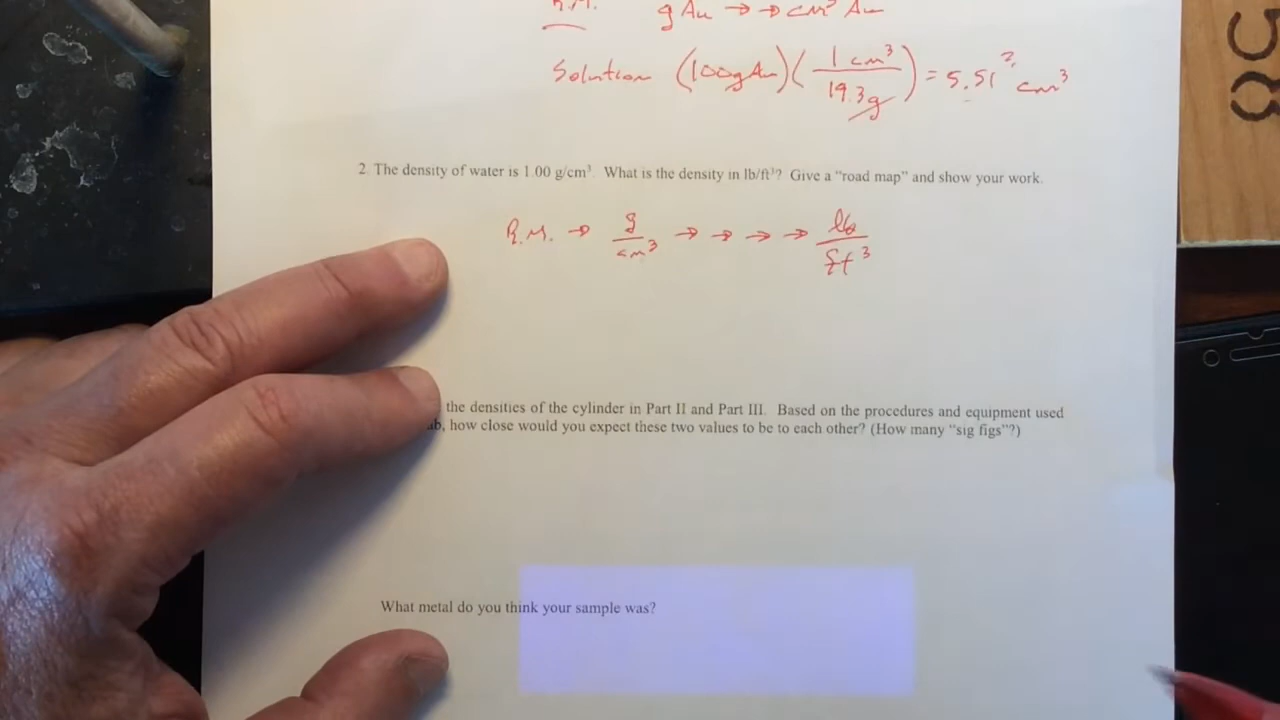 R.M. g Au → → cm³ Au
Solution (100g Au) ( 1 cm³ / 19.3g ) = 5.51 ? cm³
2. The density of water is 1.00 g/cm³. What is the density in lb/ft³? Give a "road map" and show your work.
R.M. → g/cm³ → → → → lb/ft³
the densities of the cylinder in Part II and Part III. Based on the procedures and equipment used
how close would you expect these two values to be to each other? (How many "sig figs"?)
What metal do you think your sample was?